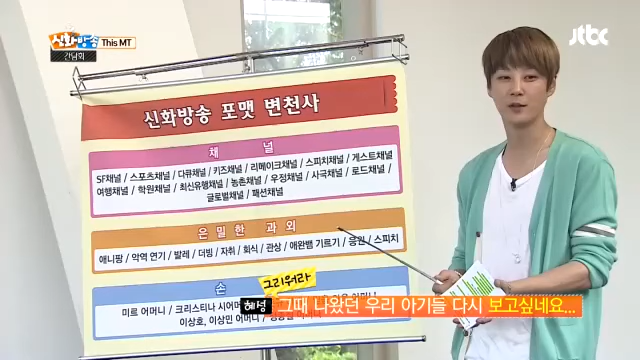 신화방송 This MT
간담회
jtbc
신화방송 포맷 변천사
채 널
SF채널 / 스포츠채널 / 다큐채널 / 키즈채널 / 리메이크채널 / 스피치채널 / 게스트채널
여행채널 / 학원채널 / 최신유행채널 / 농촌채널 / 우정채널 / 사극채널 / 로드채널 /
글로벌채널 / 패션채널
은 밀 한 과 외
애니팡 / 악역 연기 / 발레 / 더빙 / 자취 / 회식 / 관상 / 애완뱀 기르기 / 응원 / 스피치
손
그리워라
미르 어머니 / 크리스티나 시어머
이상호, 이상민 어머니 /
혜성 그때 나왔던 우리 아기들 다시 보고싶네요...